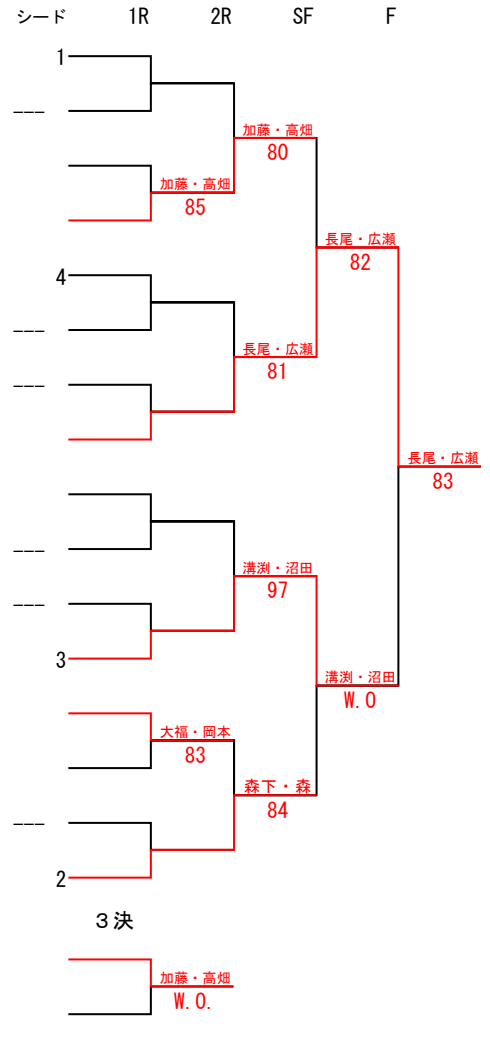 シード 1R 2R SF F
1
---
加藤・高畑
80
加藤・高畑
85
長尾・広瀬
82
4
---
長尾・広瀬
81
---
長尾・広瀬
83
---
溝渕・沼田
97
---
3
溝渕・沼田
W.O
大福・岡本
83
森下・森
84
---
2
３決
加藤・高畑
W.O.